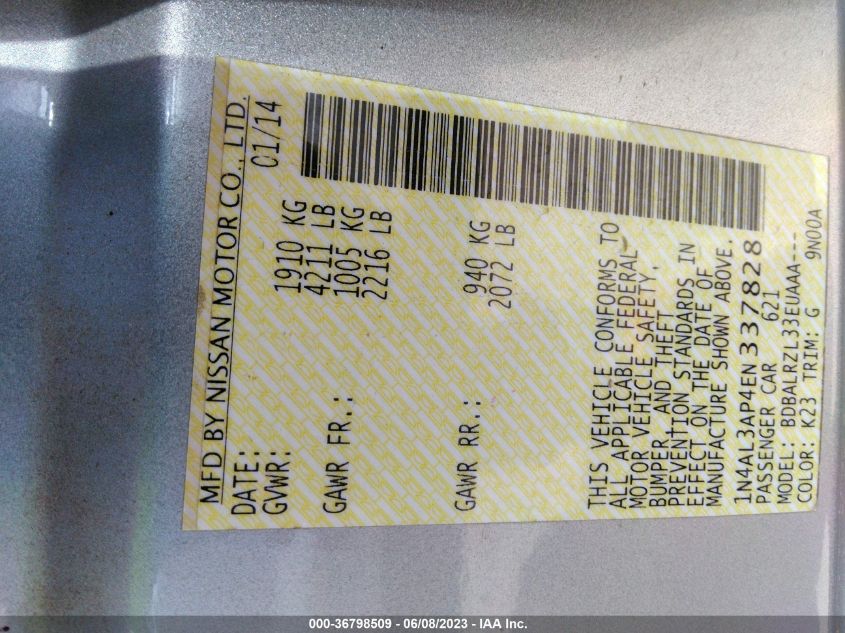 MFD BY NISSAN MOTOR CO., LTD.
DATE: 01/14
GVWR: 1910 KG
4211 LB
GAWR FR.: 1005 KG
2216 LB
GAWR RR.: 940 KG
2072 LB
THIS VEHICLE CONFORMS TO
ALL APPLICABLE FEDERAL
MOTOR VEHICLE SAFETY,
BUMPER, AND THEFT
PREVENTION STANDARDS IN
EFFECT ON THE DATE OF
MANUFACTURE SHOWN ABOVE.
1N4AL3AP4EN337828
PASSENGER CAR 621
MODEL: BDBALRZL33EUAAA---
COLOR: K23 TRIM: G 9N00A
000-36798509 - 06/08/2023 - IAA Inc.